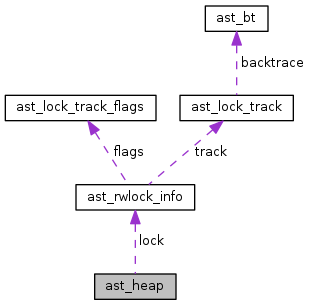 ast_bt
backtrace
ast_lock_track_flags
ast_lock_track
flags
track
ast_rwlock_info
lock
ast_heap